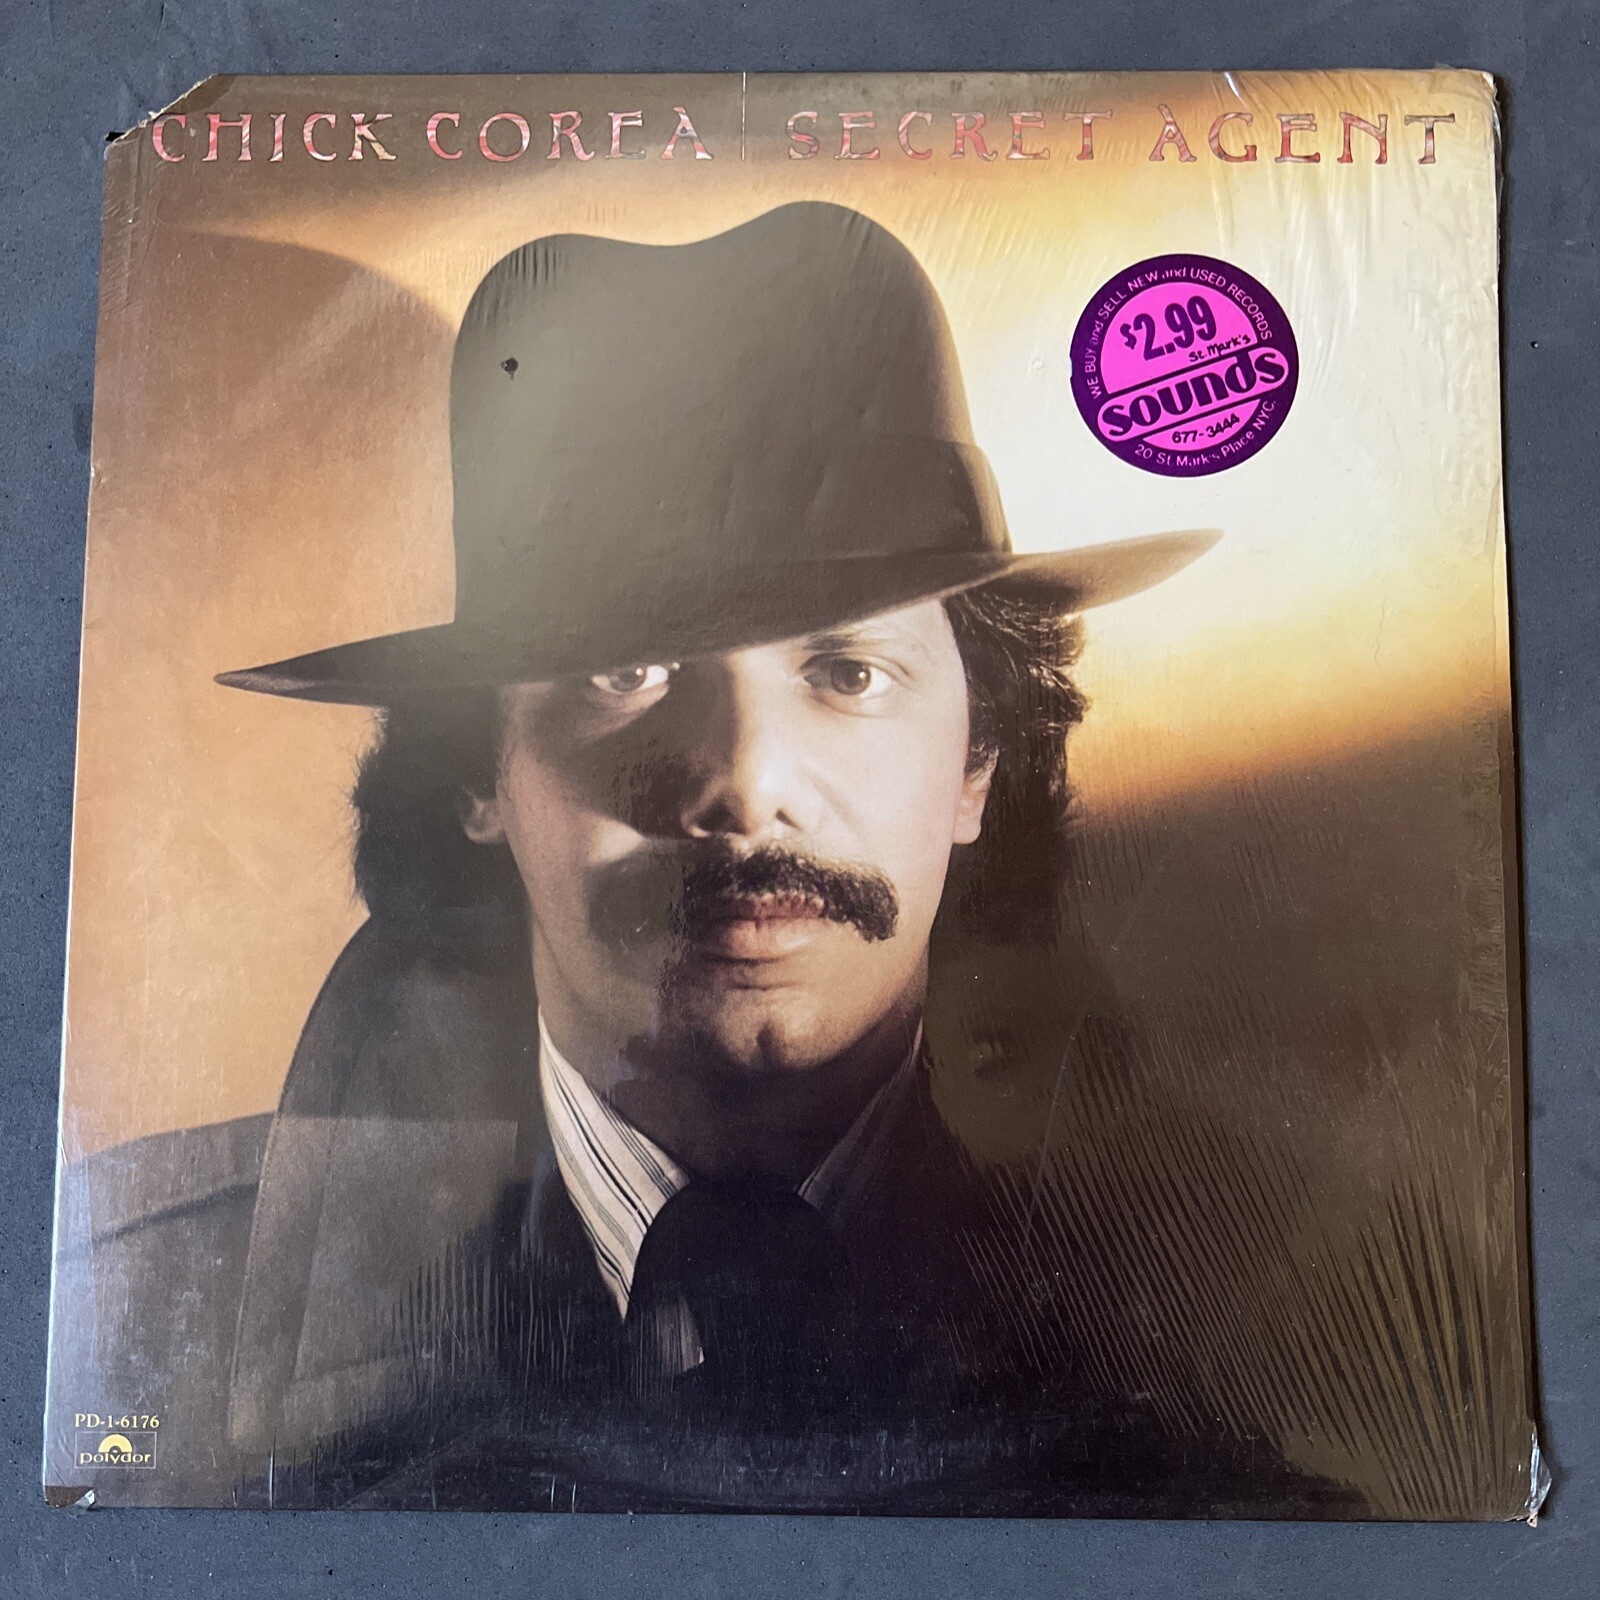 CHICK COREA | SECRET AGENT
WE BUY and SELL NEW and USED RECORDS
$2.99
St. Mark's
sounds
677-3444
20 St. Mark's Place NYC.
PD-1-6176
polydor